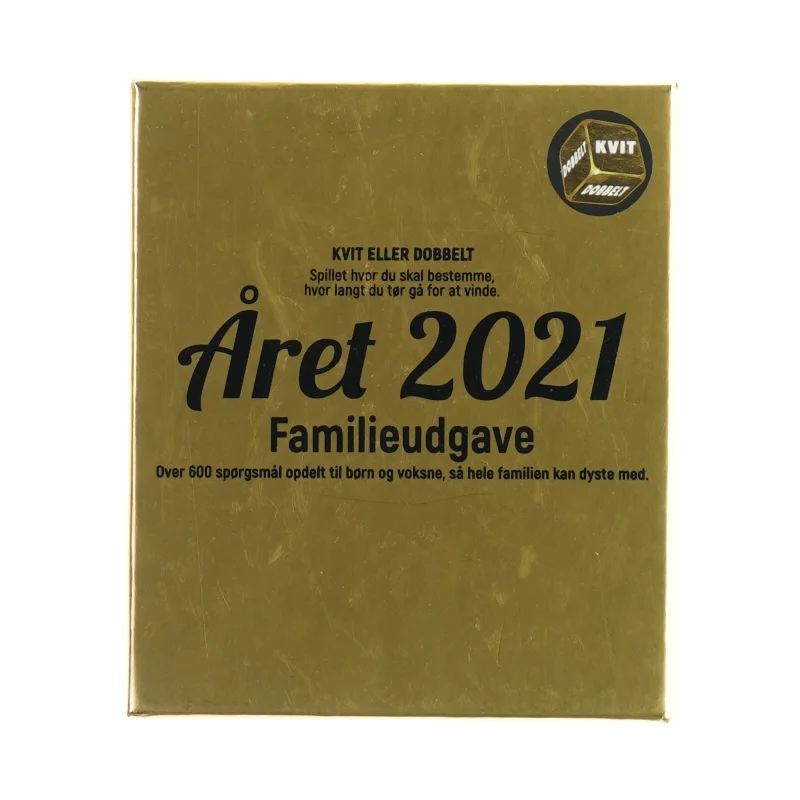 DOBBELT
KVIT
DOBBELT
KVIT ELLER DOBBELT
Spillet hvor du skal bestemme,
hvor langt du tør gå for at vinde.
Året 2021
Familieudgave
Over 600 spørgsmål opdelt til børn og voksne, så hele familien kan dyste med.